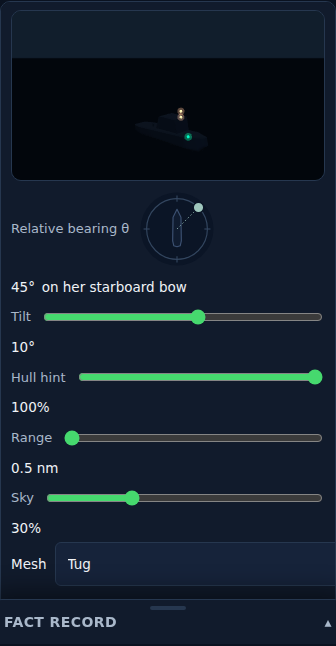 Relative bearing θ
45° on her starboard bow
Tilt
10°
Hull hint
100%
Range
0.5 nm
Sky
30%
Mesh Tug
FACT RECORD ▲